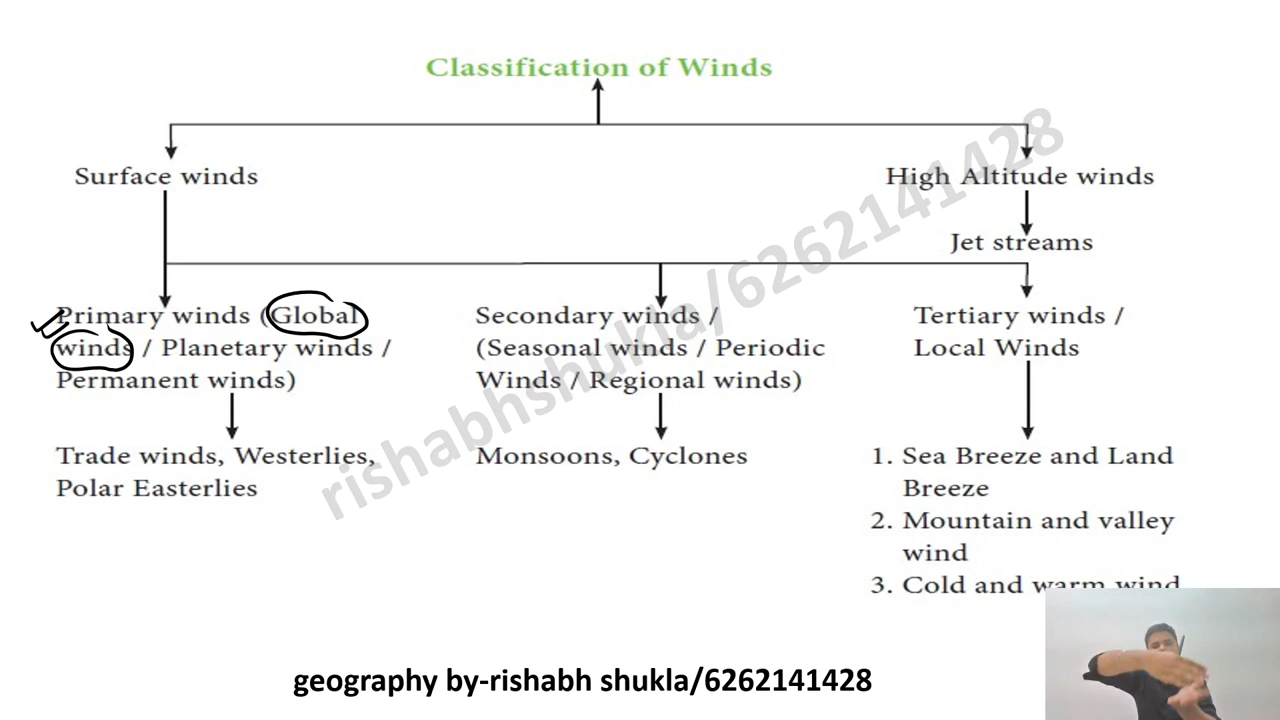 Classification of Winds
Surface winds
High Altitude winds
Jet streams
Primary winds (Global
winds / Planetary winds /
Permanent winds)
Secondary winds /
(Seasonal winds / Periodic
Winds / Regional winds)
Tertiary winds /
Local Winds
Trade winds, Westerlies,
Polar Easterlies
Monsoons, Cyclones
1. Sea Breeze and Land
Breeze
2. Mountain and valley
wind
3. Cold and warm wind
rishabhshukla/6262141428
geography by-rishabh shukla/6262141428